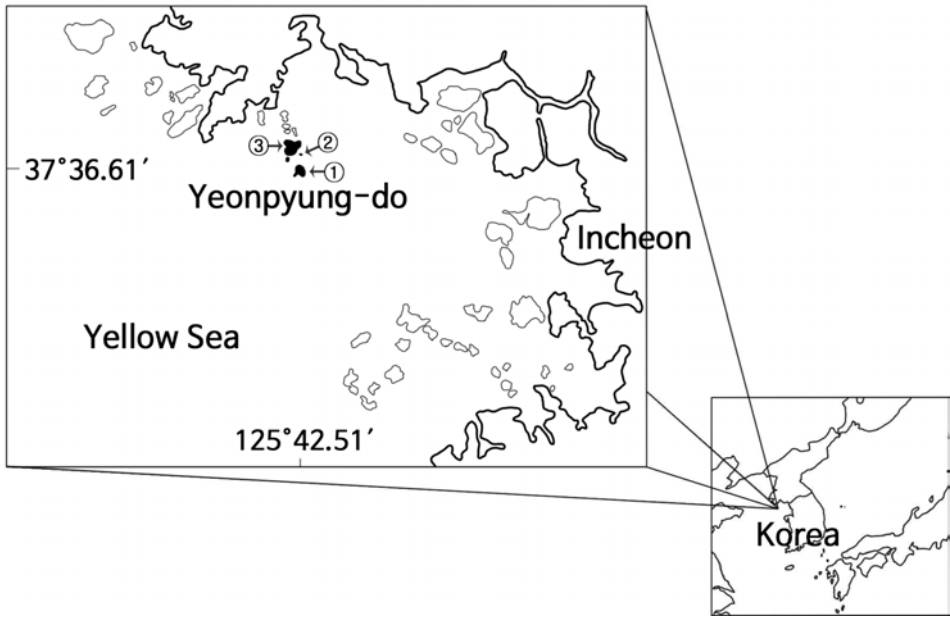 ③
②
①
37°36.61′
Yeonpyung-do
Incheon
Yellow Sea
125°42.51′
Korea